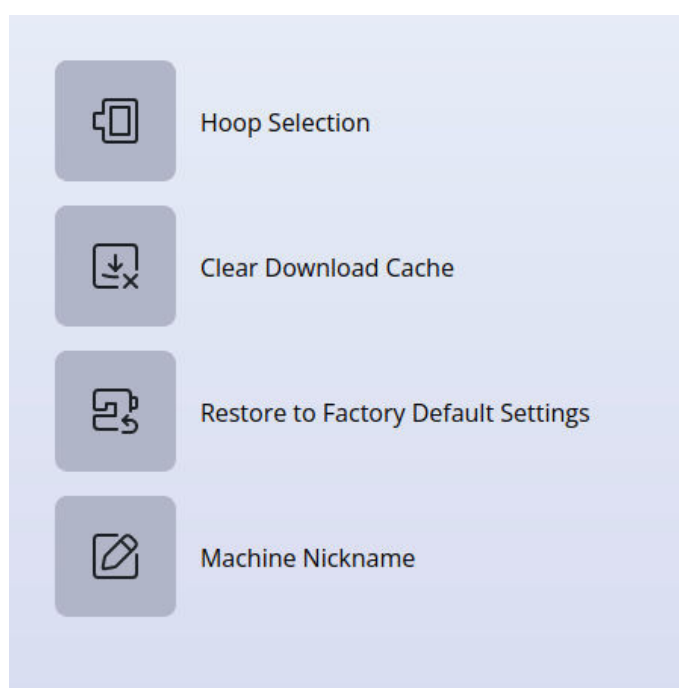 Hoop Selection
Clear Download Cache
Restore to Factory Default Settings
Machine Nickname